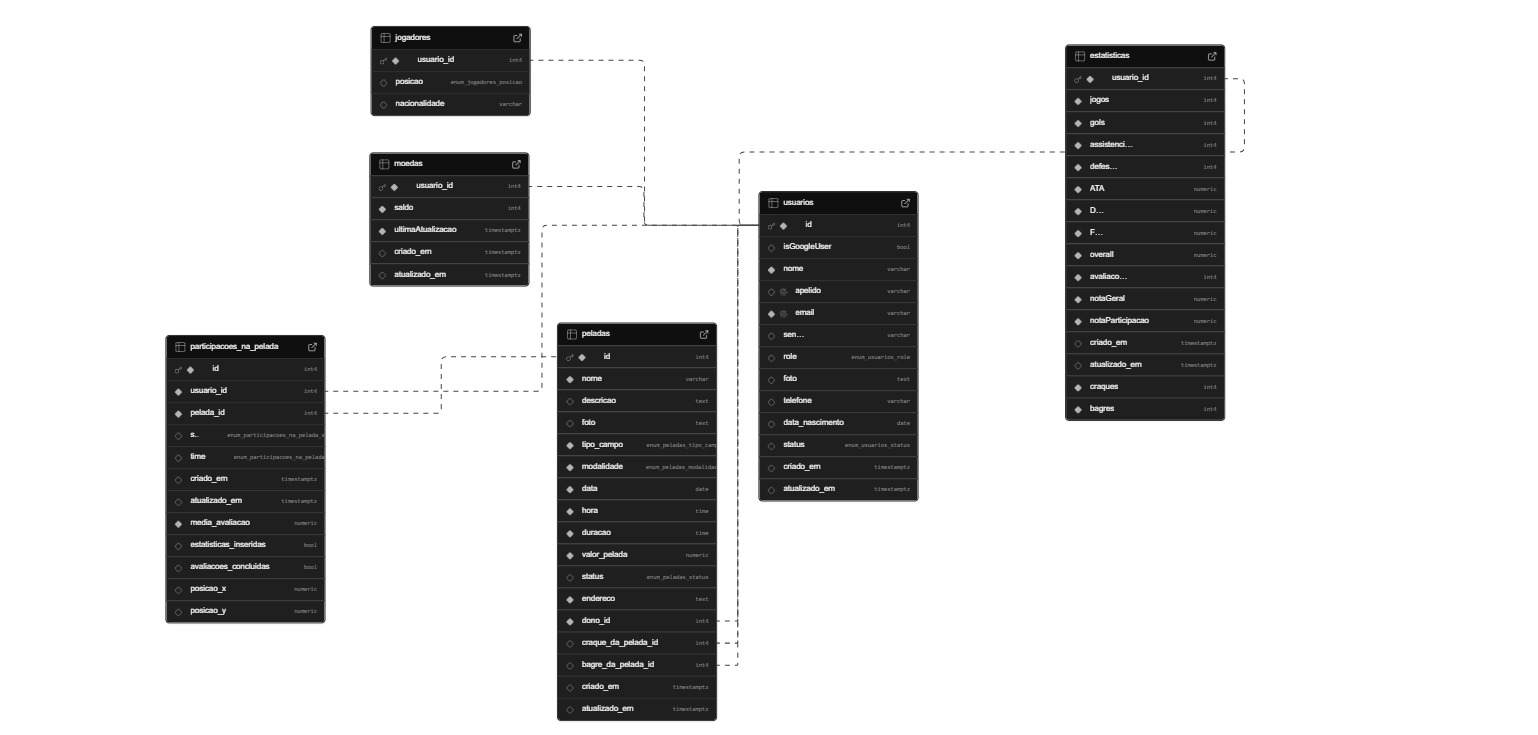 jogadores
usuario_id int4
posicao enum_jogadores_posicao
nacionalidade varchar
moedas
usuario_id int4
saldo int4
ultimaAtualizacao timestamptz
criado_em timestamptz
atualizado_em timestamptz
participacoes_na_pelada
id int4
usuario_id int4
pelada_id int4
s.. enum_participacoes_na_pelada_s
time enum_participacoes_na_pelada
criado_em timestamptz
atualizado_em timestamptz
media_avaliacao numeric
estatisticas_inseridas bool
avaliacoes_concluidas bool
posicao_x numeric
posicao_y numeric
peladas
id int4
nome varchar
descricao text
foto text
tipo_campo enum_peladas_tipo_camp
modalidade enum_peladas_modalidad
data date
hora time
duracao time
valor_pelada numeric
status enum_peladas_status
endereco text
dono_id int4
craque_da_pelada_id int4
bagre_da_pelada_id int4
criado_em timestamptz
atualizado_em timestamptz
usuarios
id int4
isGoogleUser bool
nome varchar
apelido varchar
email varchar
sen... varchar
role enum_usuarios_role
foto text
telefone varchar
data_nascimento date
status enum_usuarios_status
criado_em timestamptz
atualizado_em timestamptz
estatisticas
usuario_id int4
jogos int4
gols int4
assistenci... int4
defes... int4
ATA numeric
D... numeric
F... numeric
overall numeric
avaliaco... int4
notaGeral numeric
notaParticipacao numeric
criado_em timestamptz
atualizado_em timestamptz
craques int4
bagres int4